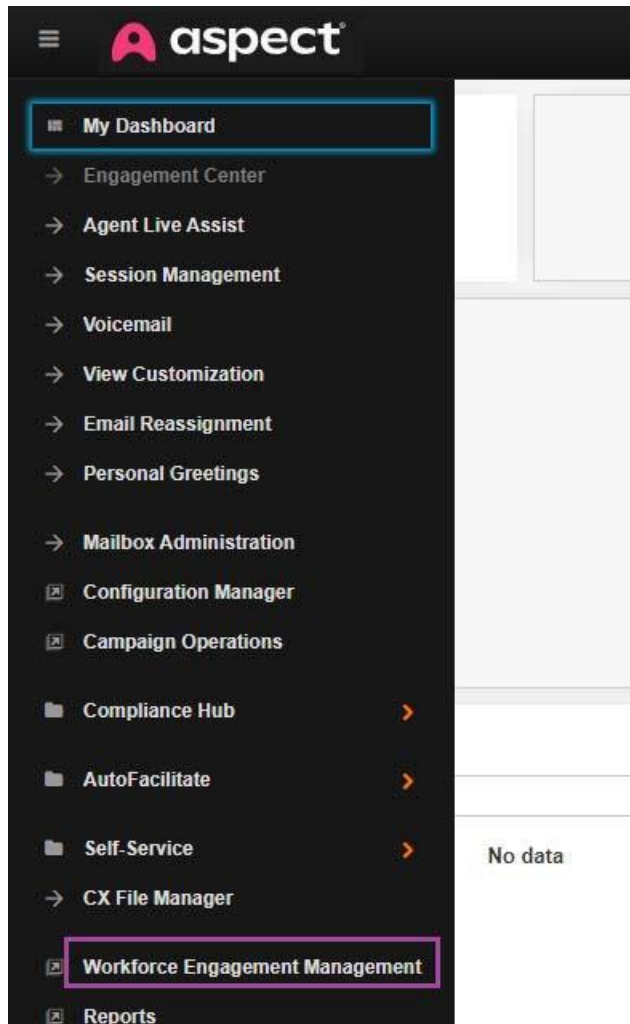 aspect
My Dashboard
Engagement Center
Agent Live Assist
Session Management
Voicemail
View Customization
Email Reassignment
Personal Greetings
Mailbox Administration
Configuration Manager
Campaign Operations
Compliance Hub
AutoFacilitate
Self-Service
No data
CX File Manager
Workforce Engagement Management
Reports